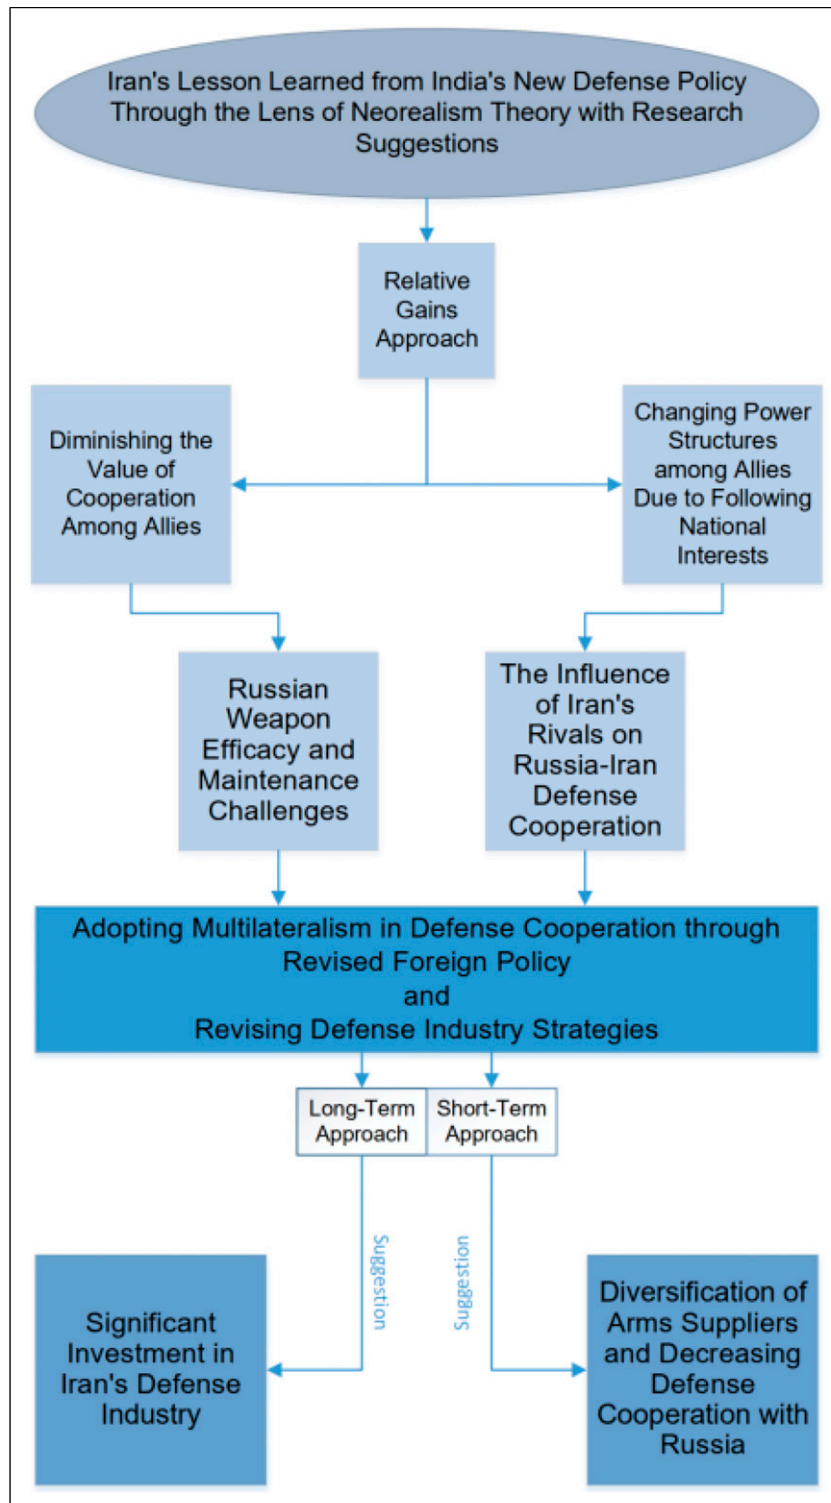 Iran's Lesson Learned from India's New Defense Policy
Through the Lens of Neorealism Theory with Research
Suggestions
Relative
Gains
Approach
Diminishing the
Value of
Cooperation
Among Allies
Changing Power
Structures
among Allies
Due to Following
National
Interests
Russian
Weapon
Efficacy and
Maintenance
Challenges
The Influence
of Iran's
Rivals on
Russia-Iran
Defense
Cooperation
Adopting Multilateralism in Defense Cooperation through
Revised Foreign Policy
and
Revising Defense Industry Strategies
Long-Term
Approach
Short-Term
Approach
Suggestion
Suggestion
Significant
Investment in
Iran's Defense
Industry
Diversification of
Arms Suppliers
and Decreasing
Defense
Cooperation with
Russia